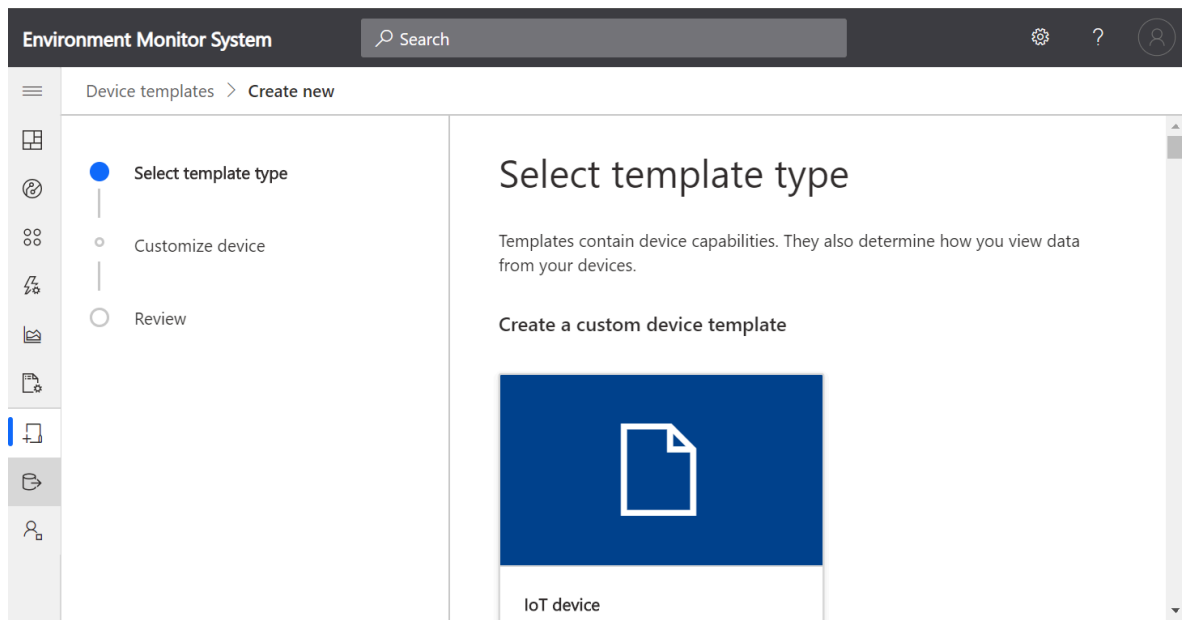 Environment Monitor System
Search
?
Device templates > Create new
Select template type
Customize device
Review
Select template type
Templates contain device capabilities. They also determine how you view data
from your devices.
Create a custom device template
IoT device